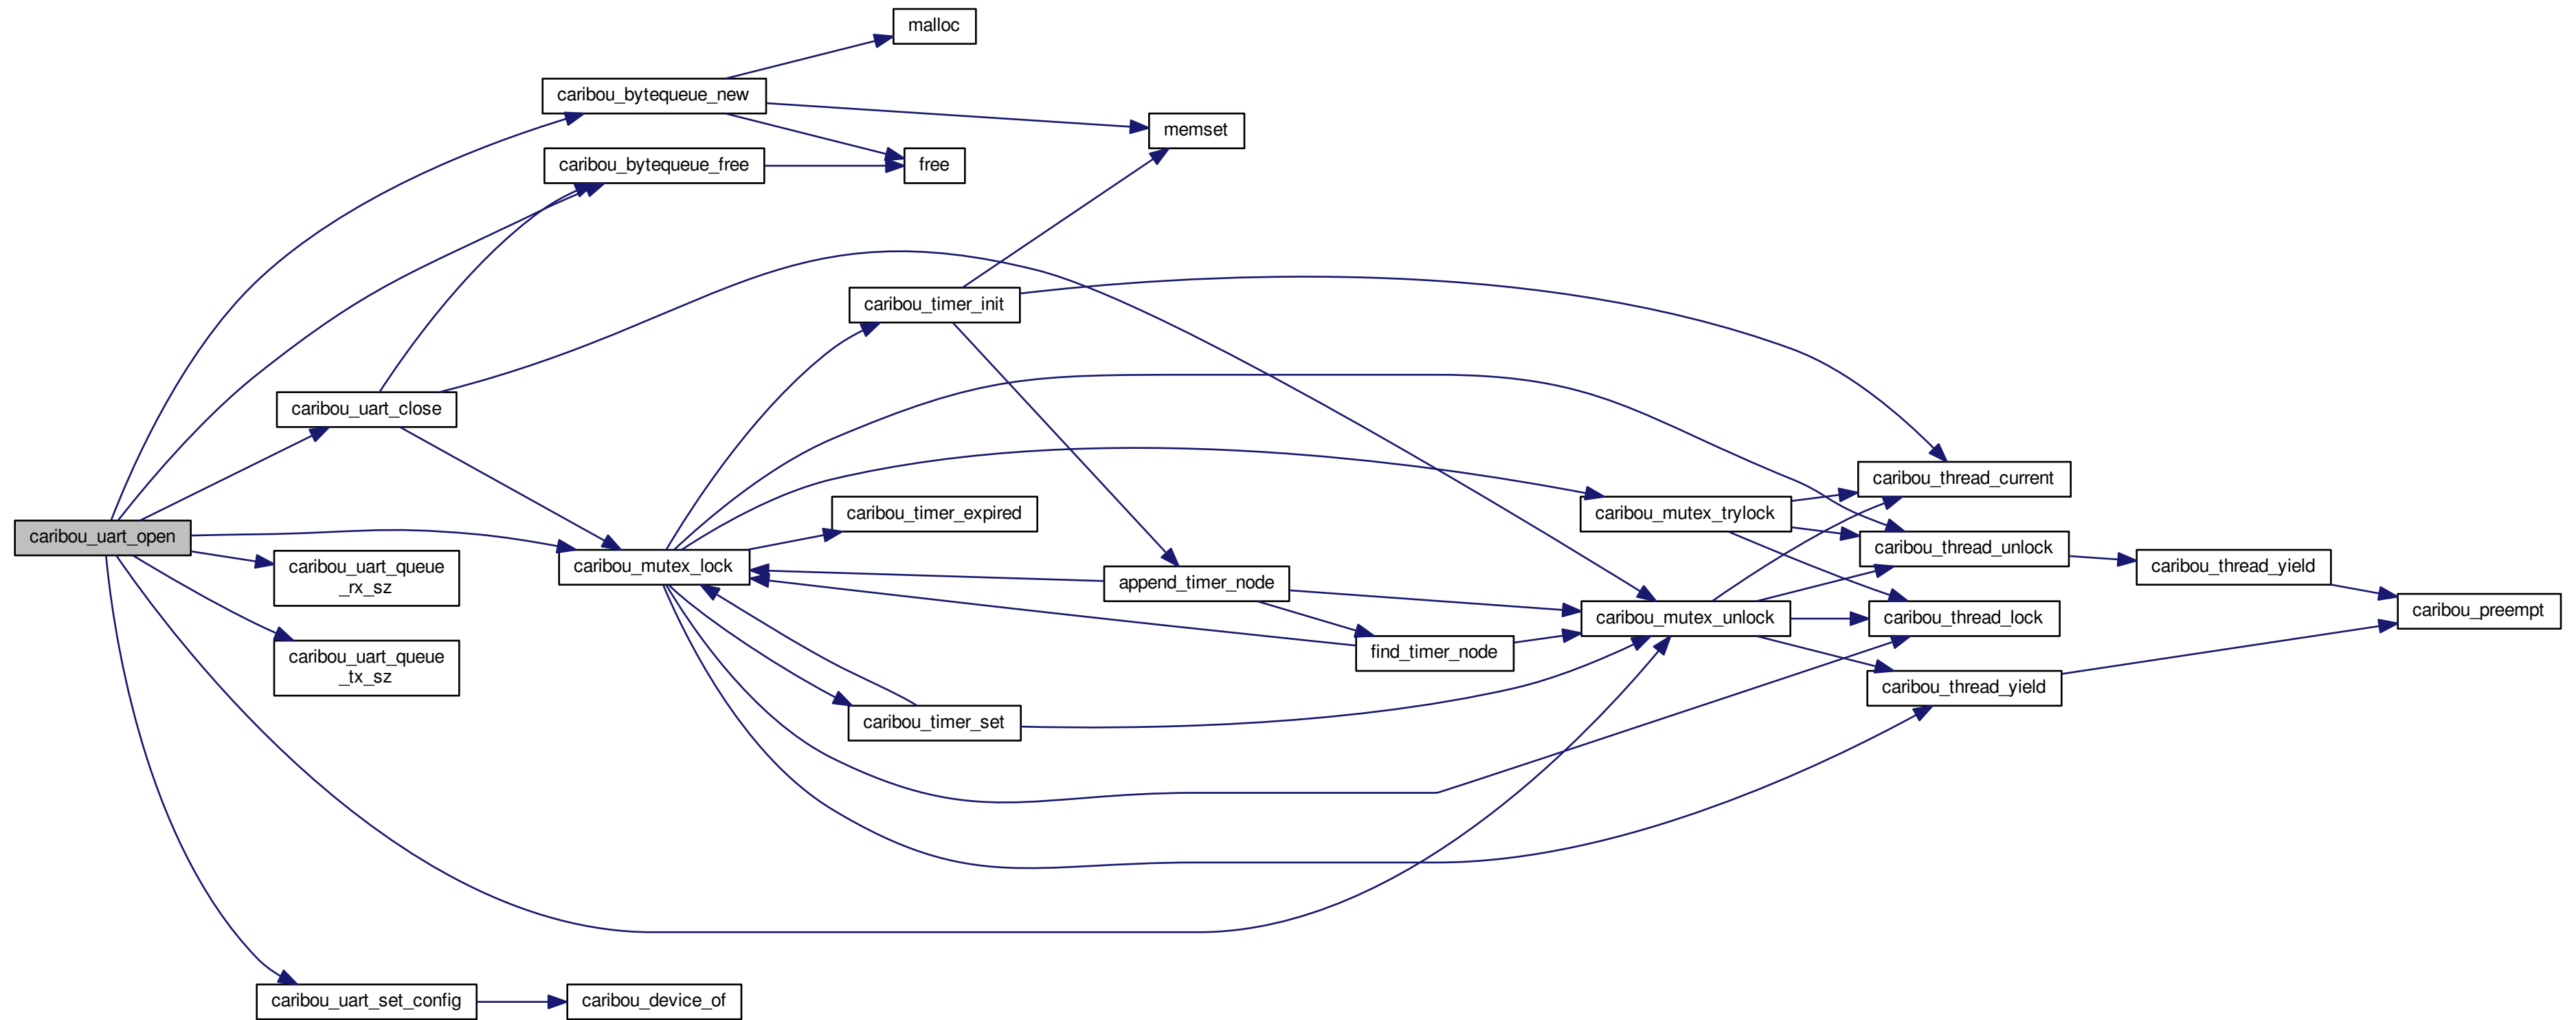 malloc
caribou_bytequeue_new
memset
caribou_bytequeue_free
free
caribou_timer_init
caribou_uart_close
caribou_thread_current
caribou_timer_expired
caribou_mutex_trylock
caribou_uart_open
caribou_thread_unlock
caribou_mutex_lock
caribou_uart_queue
_rx_sz
caribou_thread_yield
append_timer_node
caribou_preempt
caribou_mutex_unlock
caribou_thread_lock
find_timer_node
caribou_uart_queue
_tx_sz
caribou_thread_yield
caribou_timer_set
caribou_uart_set_config
caribou_device_of